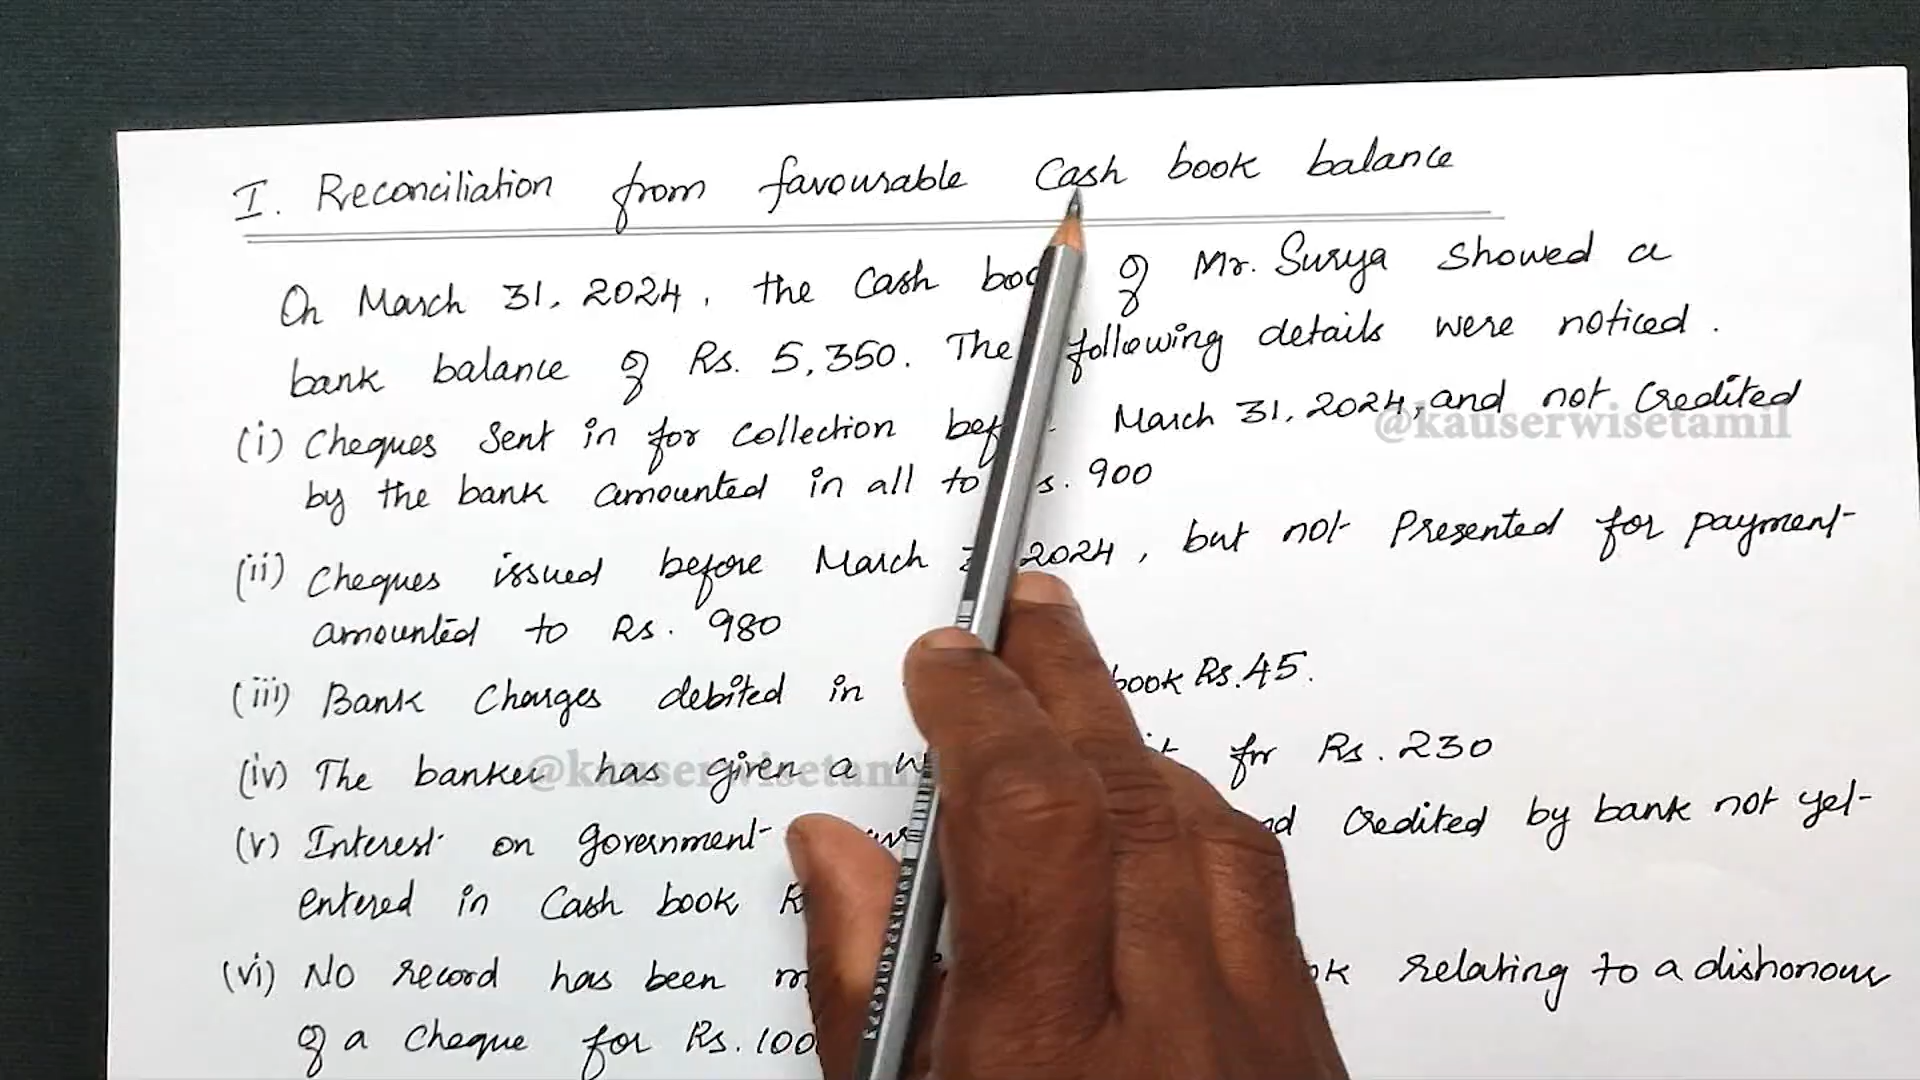 I. Reconciliation from favourable Cash book balance
On March 31, 2024, the Cash of Mr. Surya showed a
bank balance of Rs. 5,350. The following details were noticed.
(i) Cheques sent in for collection March 31, 2024, and not credited
by the bank amounted in all to 900
(ii) Cheques issued before March 2024, but not Presented for payment
amounted to Rs. 980
(iii) Bank Charges debited in book Rs. 45.
(iv) The banker has given a for Rs. 230
(v) Interest on government credited by bank not yet
entered in Cash book
(vi) No record has been relating to a dishonour
of a Cheque for Rs. 100
@kauserwisetamil
@kauserwisetamil